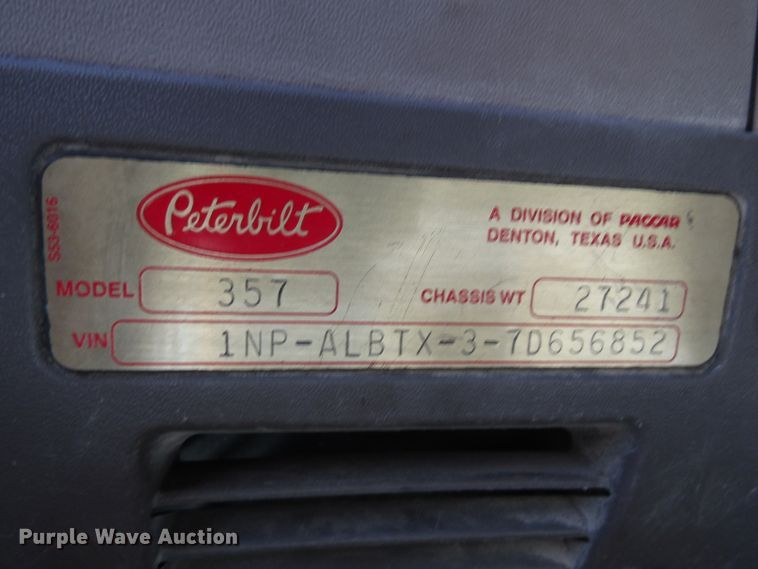 S53-6016
Peterbilt
A DIVISION OF PACCAR
DENTON, TEXAS U.S.A.
MODEL 357
CHASSIS WT 27241
VIN 1NP-ALBTX-3-7D656852
Purple Wave Auction